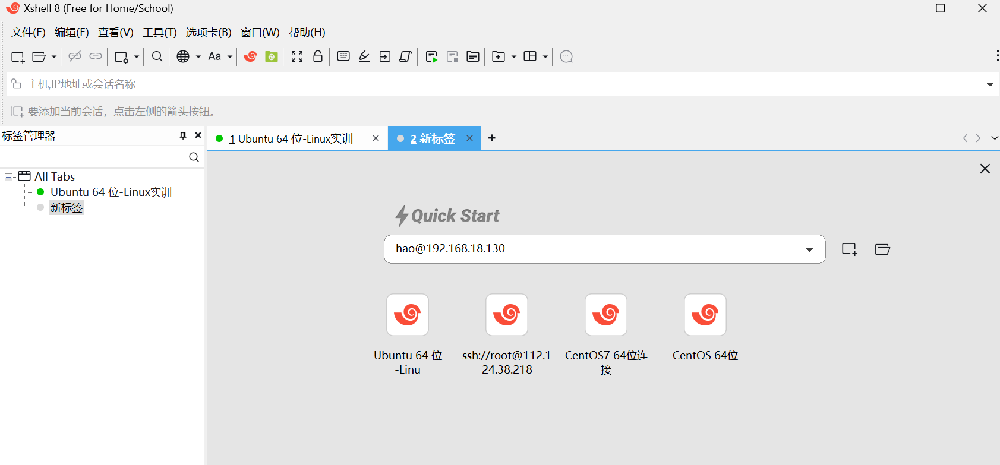 Xshell 8 (Free for Home/School)
文件(F) 编辑(E) 查看(V) 工具(T) 选项卡(B) 窗口(W) 帮助(H)
Aa
主机,IP地址或会话名称
要添加当前会话，点击左侧的箭头按钮。
标签管理器
1 Ubuntu 64 位-Linux实训
2 新标签
All Tabs
Ubuntu 64 位-Linux实训
新标签
Quick Start
hao@192.168.18.130
Ubuntu 64 位
-Linu
ssh://root@112.1
24.38.218
CentOS7 64位连
接
CentOS 64位